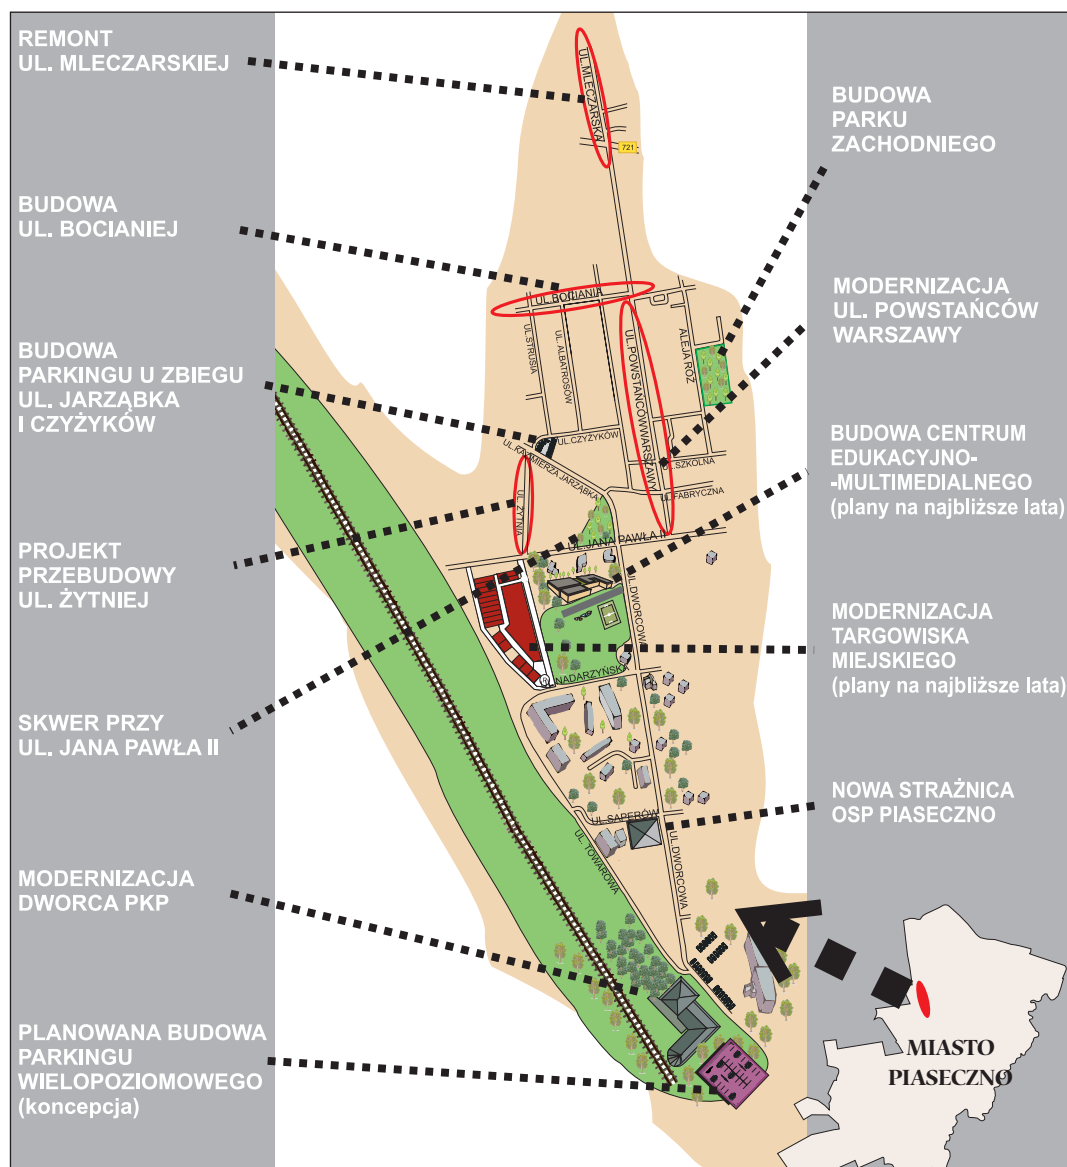 REMONT
UL. MLECZARSKIEJ
BUDOWA
UL. BOCIANIEJ
BUDOWA
PARKINGU U ZBIEGU
UL. JARZĄBKA
I CZYŻYKÓW
PROJEKT
PRZEBUDOWY
UL. ŻYTNIEJ
SKWER PRZY
UL. JANA PAWŁA II
MODERNIZACJA
DWORCA PKP
PLANOWANA BUDOWA
PARKINGU
WIELOPOZIOMOWEGO
(koncepcja)
UL.MLECZARSKA
721
UL.BOCIANIA
UL.STRUSIA
UL. ALBATROSÓW
UL.POWSTAŃCÓW WARSZAWY
ALEJA RÓŻ
UL.CZYŻYKÓW
UL.KAZIMIERZA JARZĄBKA
UL.SZKOLNA
UL.FABRYCZNA
UL. ŻYTNIA
UL.JANA PAWŁA II
UL.DWORCOWA
NADARZYŃSKA
UL.SAPERÓW
UL. TOWAROWA
UL.DWORCOWA
BUDOWA
PARKU
ZACHODNIEGO
MODERNIZACJA
UL. POWSTAŃCÓW
WARSZAWY
BUDOWA CENTRUM
EDUKACYJNO-
-MULTIMEDIALNEGO
(plany na najbliższe lata)
MODERNIZACJA
TARGOWISKA
MIEJSKIEGO
(plany na najbliższe lata)
NOWA STRAŻNICA
OSP PIASECZNO
MIASTO
PIASECZNO